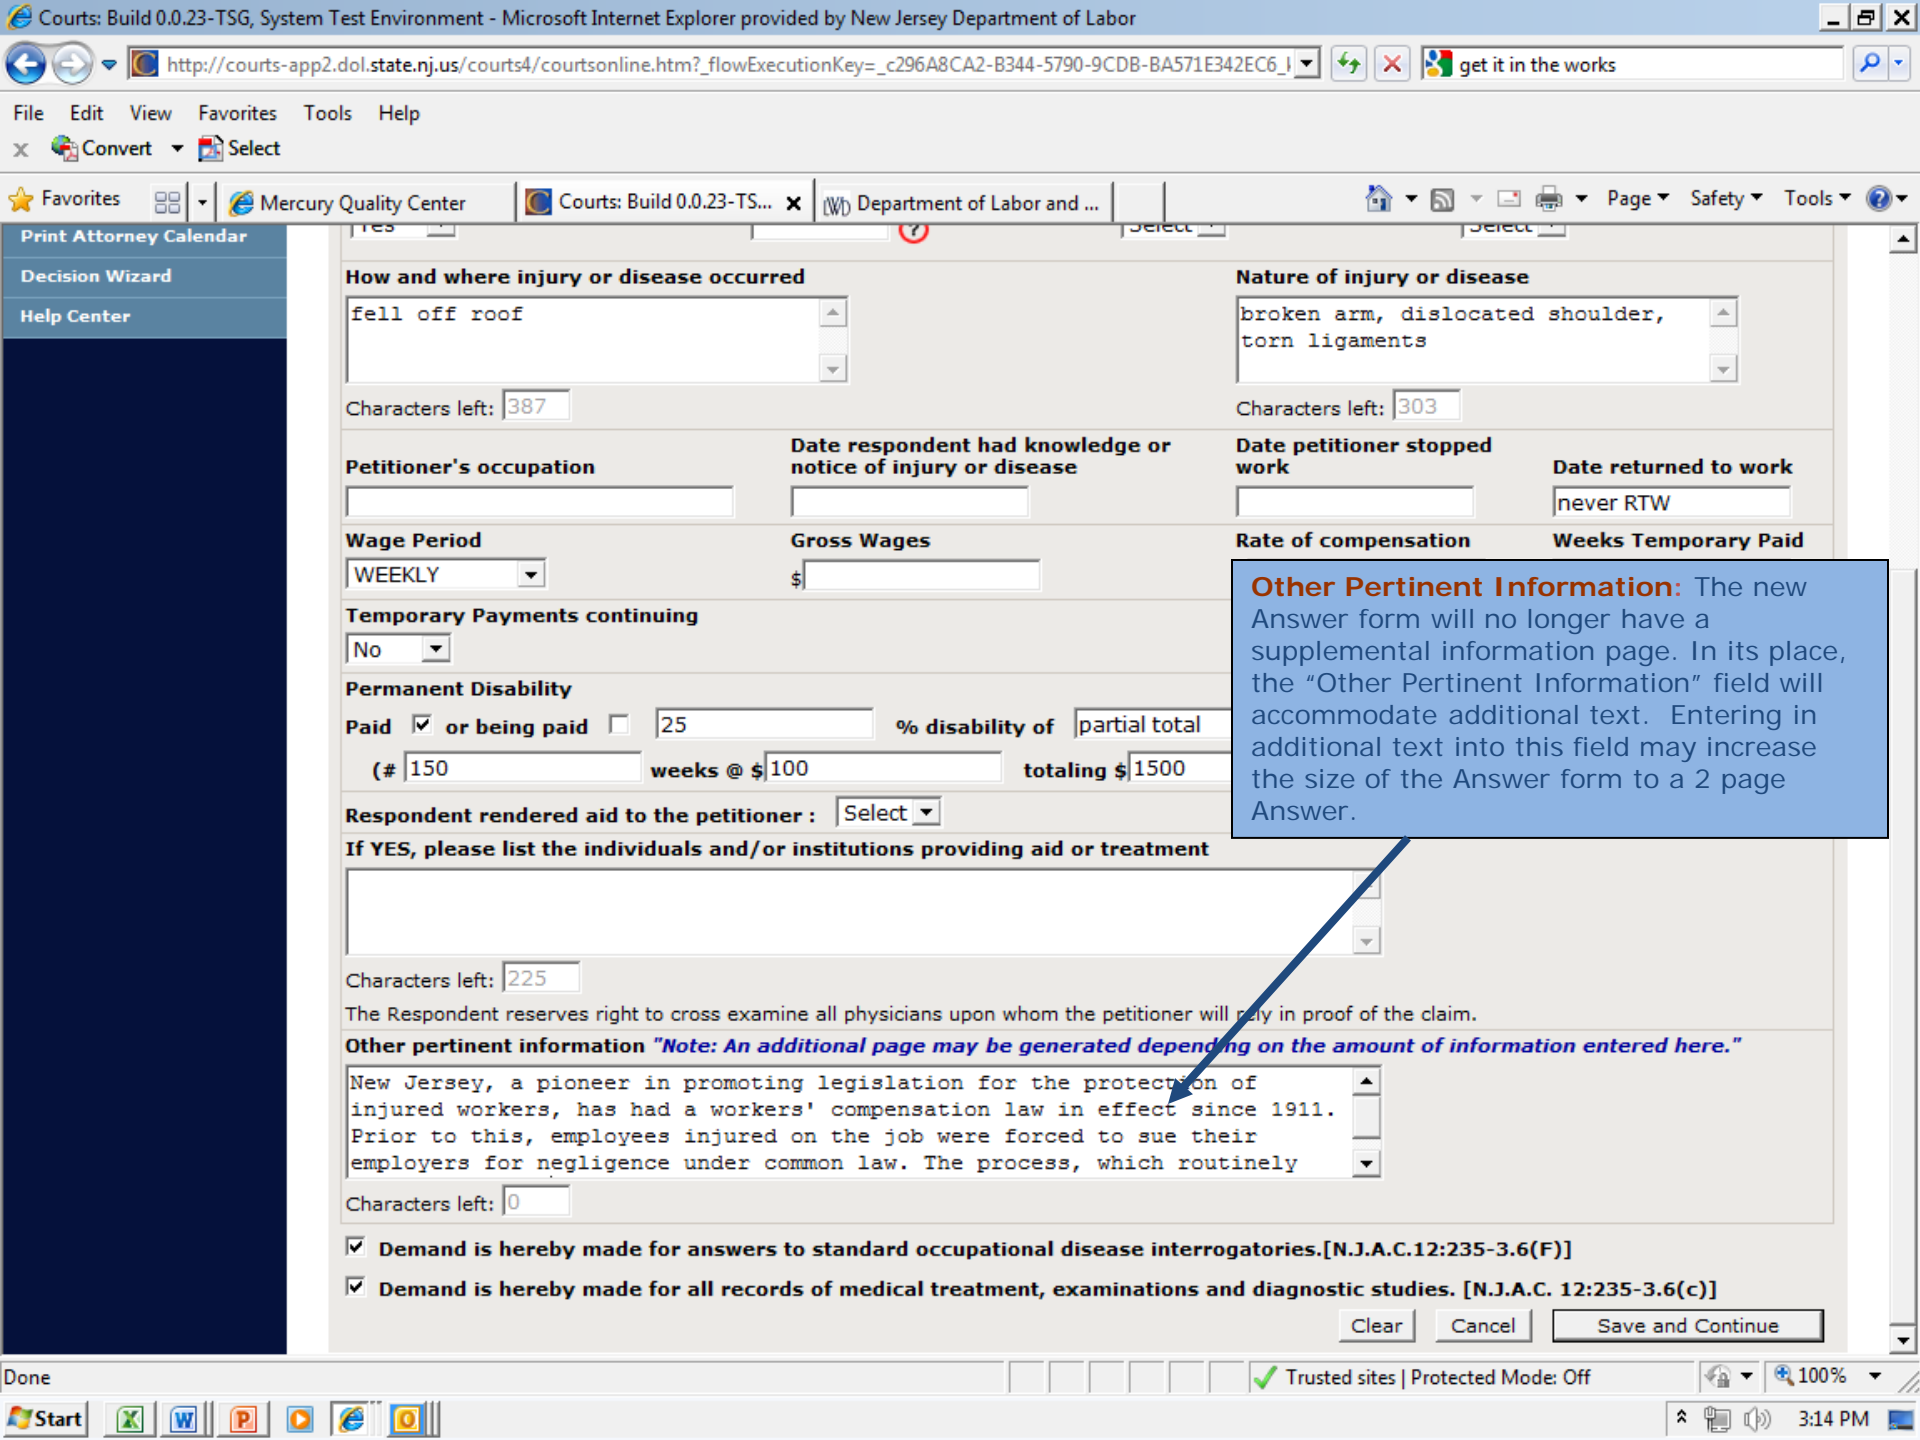 Courts: Build 0.0.23-TSG, System Test Environment - Microsoft Internet Explorer provided by New Jersey Department of Labor
http://courts-app2.dol.state.nj.us/courts4/courtsonline.htm?_flowExecutionKey=_c296A8CA2-B344-5790-9CDB-BA571E342EC6_
get it in the works
File Edit View Favorites Tools Help
x Convert Select
Favorites Mercury Quality Center Courts: Build 0.0.23-TS... x Department of Labor and ... Page Safety Tools
Print Attorney Calendar
Decision Wizard
Help Center
Yes Select Select
How and where injury or disease occurred Nature of injury or disease
fell off roof broken arm, dislocated shoulder,
torn ligaments
Characters left: 387 Characters left: 303
Date respondent had knowledge or Date petitioner stopped
Petitioner's occupation notice of injury or disease work Date returned to work
never RTW
Wage Period Gross Wages Rate of compensation Weeks Temporary Paid
WEEKLY $
Temporary Payments continuing
No
Permanent Disability
Paid or being paid 25 % disability of partial total
(# 150 weeks @ $ 100 totaling $ 1500
Respondent rendered aid to the petitioner : Select
Other Pertinent Information: The new
Answer form will no longer have a
supplemental information page. In its place,
the “Other Pertinent Information” field will
accommodate additional text. Entering in
additional text into this field may increase
the size of the Answer form to a 2 page
Answer.
If YES, please list the individuals and/or institutions providing aid or treatment
Characters left: 225
The Respondent reserves right to cross examine all physicians upon whom the petitioner will rely in proof of the claim.
Other pertinent information "Note: An additional page may be generated depending on the amount of information entered here."
New Jersey, a pioneer in promoting legislation for the protection of
injured workers, has had a workers' compensation law in effect since 1911.
Prior to this, employees injured on the job were forced to sue their
employers for negligence under common law. The process, which routinely
Characters left: 0
Demand is hereby made for answers to standard occupational disease interrogatories.[N.J.A.C.12:235-3.6(F)]
Demand is hereby made for all records of medical treatment, examinations and diagnostic studies. [N.J.A.C. 12:235-3.6(c)]
Clear Cancel Save and Continue
Done Trusted sites | Protected Mode: Off 100%
Start 3:14 PM